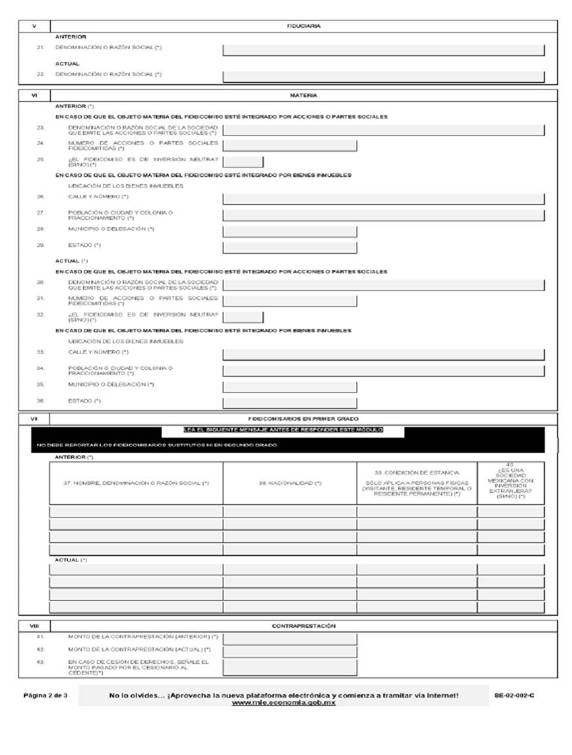 V FIDUCIARIA
ANTERIOR
21. DENOMINACIÓN O RAZÓN SOCIAL (*)
ACTUAL
22. DENOMINACIÓN O RAZÓN SOCIAL (*)
VI MATERIA
ANTERIOR (*)
EN CASO DE QUE EL OBJETO MATERIA DEL FIDEICOMISO ESTÉ INTEGRADO POR ACCIONES O PARTES SOCIALES
23. DENOMINACIÓN O RAZÓN SOCIAL DE LA SOCIEDAD
QUE EMITE LAS ACCIONES O PARTES SOCIALES (*)
24. NÚMERO DE ACCIONES O PARTES SOCIALES
FIDEICOMITIDAS (*)
25. ¿EL FIDEICOMISO ES DE INVERSIÓN NEUTRA?
(SI/NO) (*)
EN CASO DE QUE EL OBJETO MATERIA DEL FIDEICOMISO ESTÉ INTEGRADO POR BIENES INMUEBLES
UBICACIÓN DE LOS BIENES INMUEBLES
26. CALLE Y NÚMERO (*)
27. POBLACIÓN O CIUDAD Y COLONIA O
FRACCIONAMIENTO (*)
28. MUNICIPIO O DELEGACIÓN (*)
29. ESTADO (*)
ACTUAL (*)
EN CASO DE QUE EL OBJETO MATERIA DEL FIDEICOMISO ESTÉ INTEGRADO POR ACCIONES O PARTES SOCIALES
30. DENOMINACIÓN O RAZÓN SOCIAL DE LA SOCIEDAD
QUE EMITE LAS ACCIONES O PARTES SOCIALES (*)
31. NÚMERO DE ACCIONES O PARTES SOCIALES
FIDEICOMITIDAS (*)
32. ¿EL FIDEICOMISO ES DE INVERSIÓN NEUTRA?
(SI/NO) (*)
EN CASO DE QUE EL OBJETO MATERIA DEL FIDEICOMISO ESTÉ INTEGRADO POR BIENES INMUEBLES
UBICACIÓN DE LOS BIENES INMUEBLES
33. CALLE Y NÚMERO (*)
34. POBLACIÓN O CIUDAD Y COLONIA O
FRACCIONAMIENTO (*)
35. MUNICIPIO O DELEGACIÓN (*)
36. ESTADO (*)
VII FIDEICOMISARIOS EN PRIMER GRADO
LEA EL SIGUIENTE MENSAJE ANTES DE RESPONDER ESTE MÓDULO
NO DEBE REPORTAR LOS FIDEICOMISARIOS SUSTITUTOS NI EN SEGUNDO GRADO.
ANTERIOR (*)
37. NOMBRE, DENOMINACIÓN O RAZÓN SOCIAL (*)
38. NACIONALIDAD (*)
39. CONDICIÓN DE ESTANCIA
SÓLO APLICA A PERSONAS FÍSICAS
(VISITANTE, RESIDENTE TEMPORAL O
RESIDENTE PERMANENTE) (*)
40.
¿ES UNA
SOCIEDAD
MEXICANA CON
INVERSIÓN
EXTRANJERA?
(SI/NO) (*)
ACTUAL (*)
VIII CONTRAPRESTACIÓN
41. MONTO DE LA CONTRAPRESTACIÓN (ANTERIOR) (*)
42. MONTO DE LA CONTRAPRESTACIÓN (ACTUAL) (*)
43. EN CASO DE CESIÓN DE DERECHOS, SEÑALE EL
MONTO PAGADO POR EL CESIONARIO AL
CEDENTE(*)
Página 2 de 3 No lo olvides... ¡Aprovecha la nueva plataforma electrónica y comienza a tramitar vía internet! SE-02-002-C
www.rnie.economia.gob.mx